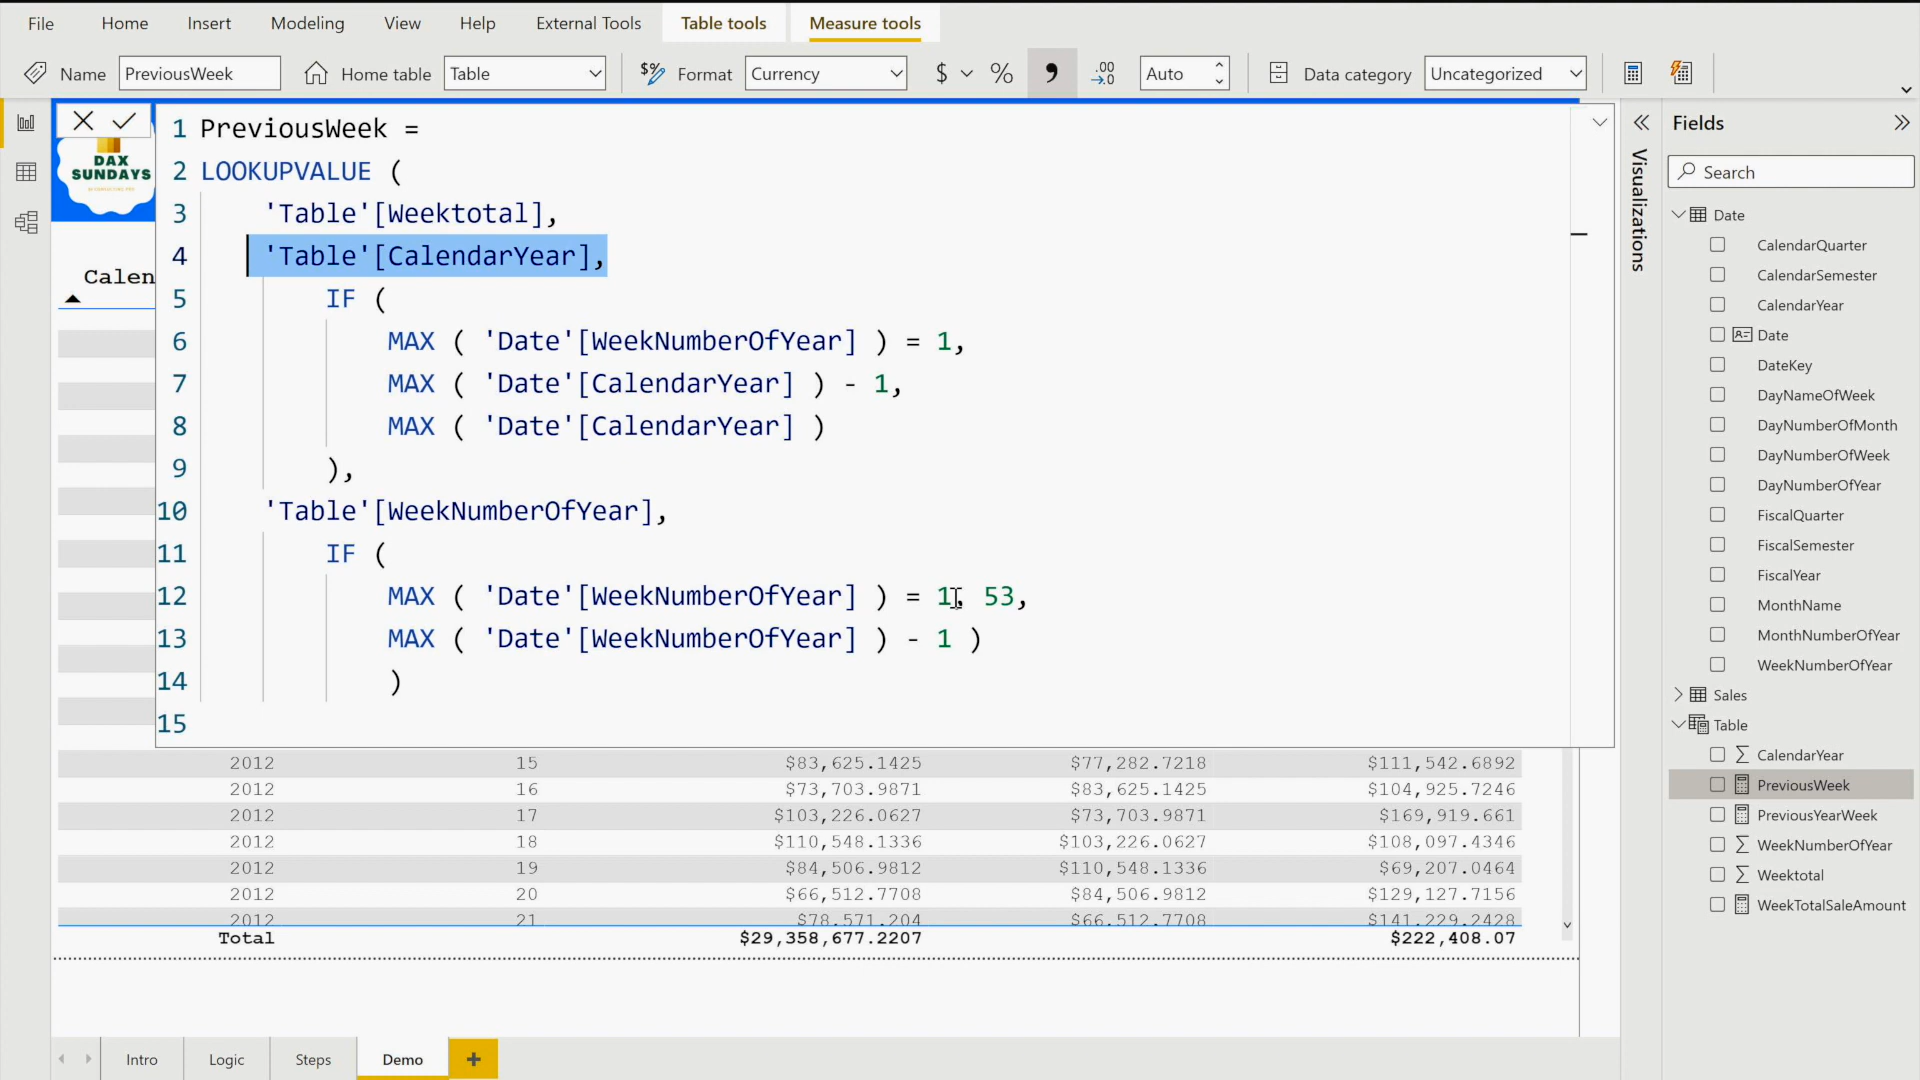 File Home Insert Modeling View Help External Tools Table tools Measure tools
Name PreviousWeek Home table Table Format Currency $ % , .00 →.0 Auto Data category Uncategorized
DAX
SUNDAYS
1 PreviousWeek =
2 LOOKUPVALUE (
3 'Table'[Weektotal],
4 'Table'[CalendarYear],
5 IF (
6 MAX ( 'Date'[WeekNumberOfYear] ) = 1,
7 MAX ( 'Date'[CalendarYear] ) - 1,
8 MAX ( 'Date'[CalendarYear] )
9 ),
10 'Table'[WeekNumberOfYear],
11 IF (
12 MAX ( 'Date'[WeekNumberOfYear] ) = 1, 53,
13 MAX ( 'Date'[WeekNumberOfYear] ) - 1 )
14 )
15
Calen
2012 15 $83,625.1425 $77,282.7218 $111,542.6892
2012 16 $73,703.9871 $83,625.1425 $104,925.7246
2012 17 $103,226.0627 $73,703.9871 $169,919.661
2012 18 $110,548.1336 $103,226.0627 $108,097.4346
2012 19 $84,506.9812 $110,548.1336 $69,207.0464
2012 20 $66,512.7708 $84,506.9812 $129,127.7156
2012 21 $78,571.204 $66,512.7708 $141,229.2428
Total $29,358,677.2207 $222,408.07
Intro Logic Steps Demo +
Visualizations
Fields
Search
Date
CalendarQuarter
CalendarSemester
CalendarYear
Date
DateKey
DayNameOfWeek
DayNumberOfMonth
DayNumberOfWeek
DayNumberOfYear
FiscalQuarter
FiscalSemester
FiscalYear
MonthName
MonthNumberOfYear
WeekNumberOfYear
Sales
Table
CalendarYear
PreviousWeek
PreviousYearWeek
WeekNumberOfYear
Weektotal
WeekTotalSaleAmount